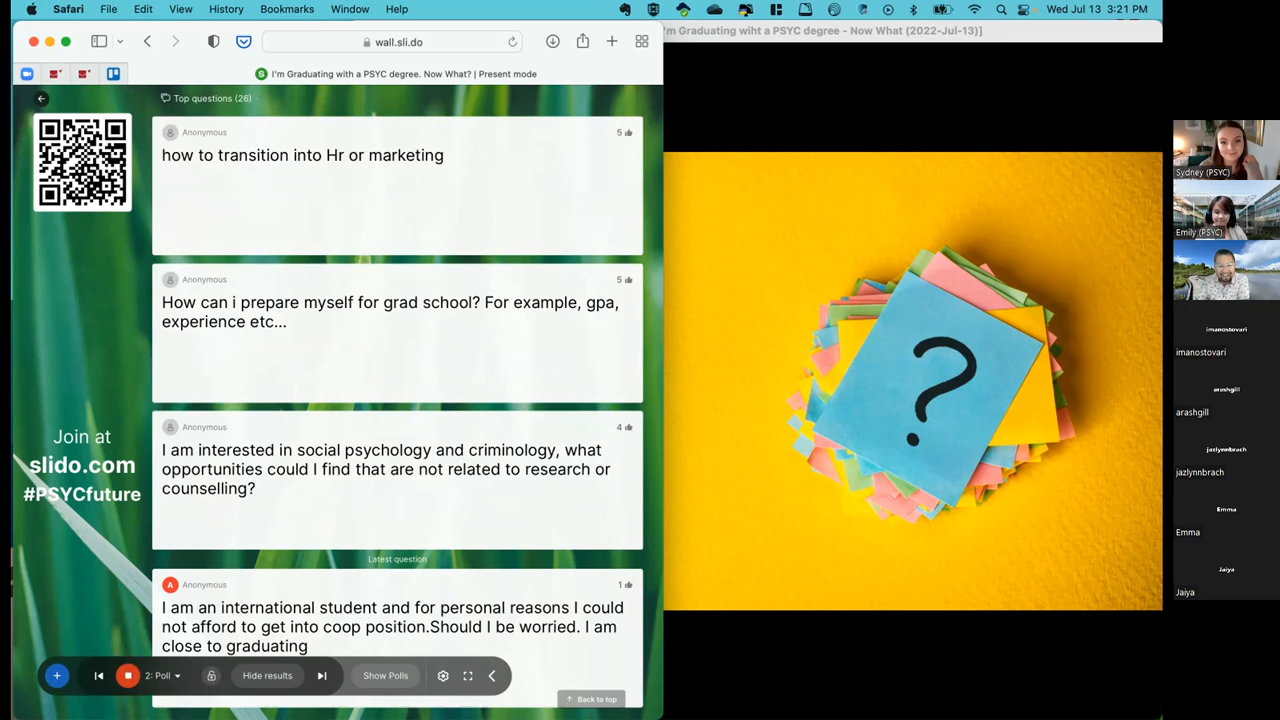 Safari File Edit View History Bookmarks Window Help Wed Jul 13 3:21 PM
wall.sli.do
I'm Graduating wiht a PSYC degree - Now What (2022-Jul-13)]
I'm Graduating with a PSYC degree. Now What? | Present mode
Top questions (26)
Anonymous 5
how to transition into Hr or marketing
Anonymous 5
How can i prepare myself for grad school? For example, gpa,
experience etc...
Anonymous 4
I am interested in social psychology and criminology, what
opportunities could I find that are not related to research or
counselling?
Join at
slido.com
#PSYCfuture
Latest question
A Anonymous 1
I am an international student and for personal reasons I could
not afford to get into coop position.Should I be worried. I am
close to graduating
2: Poll Hide results Show Polls
Back to top
?
Sydney (PSYC)
Emily (PSYC)
imanostovari
imanostovari
arashgill
arashgill
jazlynnbrach
jazlynnbrach
Emma
Emma
Jaiya
Jaiya